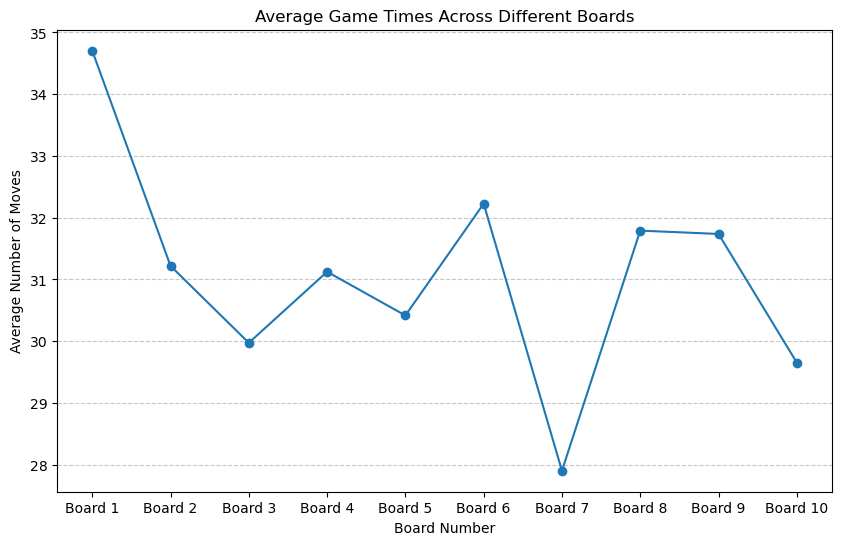 Average Game Times Across Different Boards
Average Number of Moves
35
34
33
32
31
30
29
28
Board 1 Board 2 Board 3 Board 4 Board 5 Board 6 Board 7 Board 8 Board 9 Board 10
Board Number